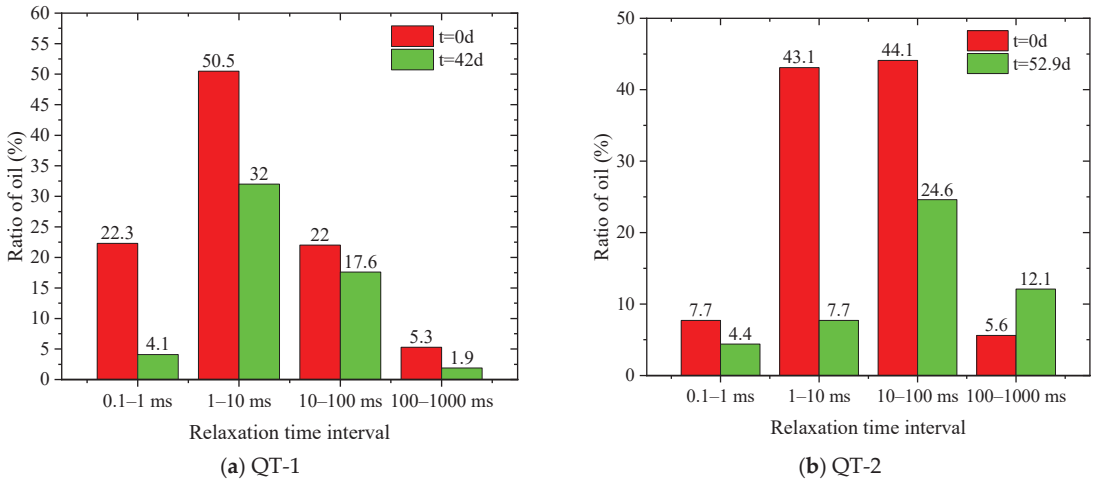 60
55
50
45
40
35
30
25
20
15
10
5
0
Ratio of oil (%)
t=0d
t=42d
22.3
4.1
50.5
32
22
17.6
5.3
1.9
0.1–1 ms
1–10 ms
10–100 ms
100–1000 ms
Relaxation time interval
(a) QT-1
50
40
30
20
10
0
Ratio of oil (%)
t=0d
t=52.9d
7.7
4.4
43.1
7.7
44.1
24.6
5.6
12.1
0.1–1 ms
1–10 ms
10–100 ms
100–1000 ms
Relaxation time interval
(b) QT-2